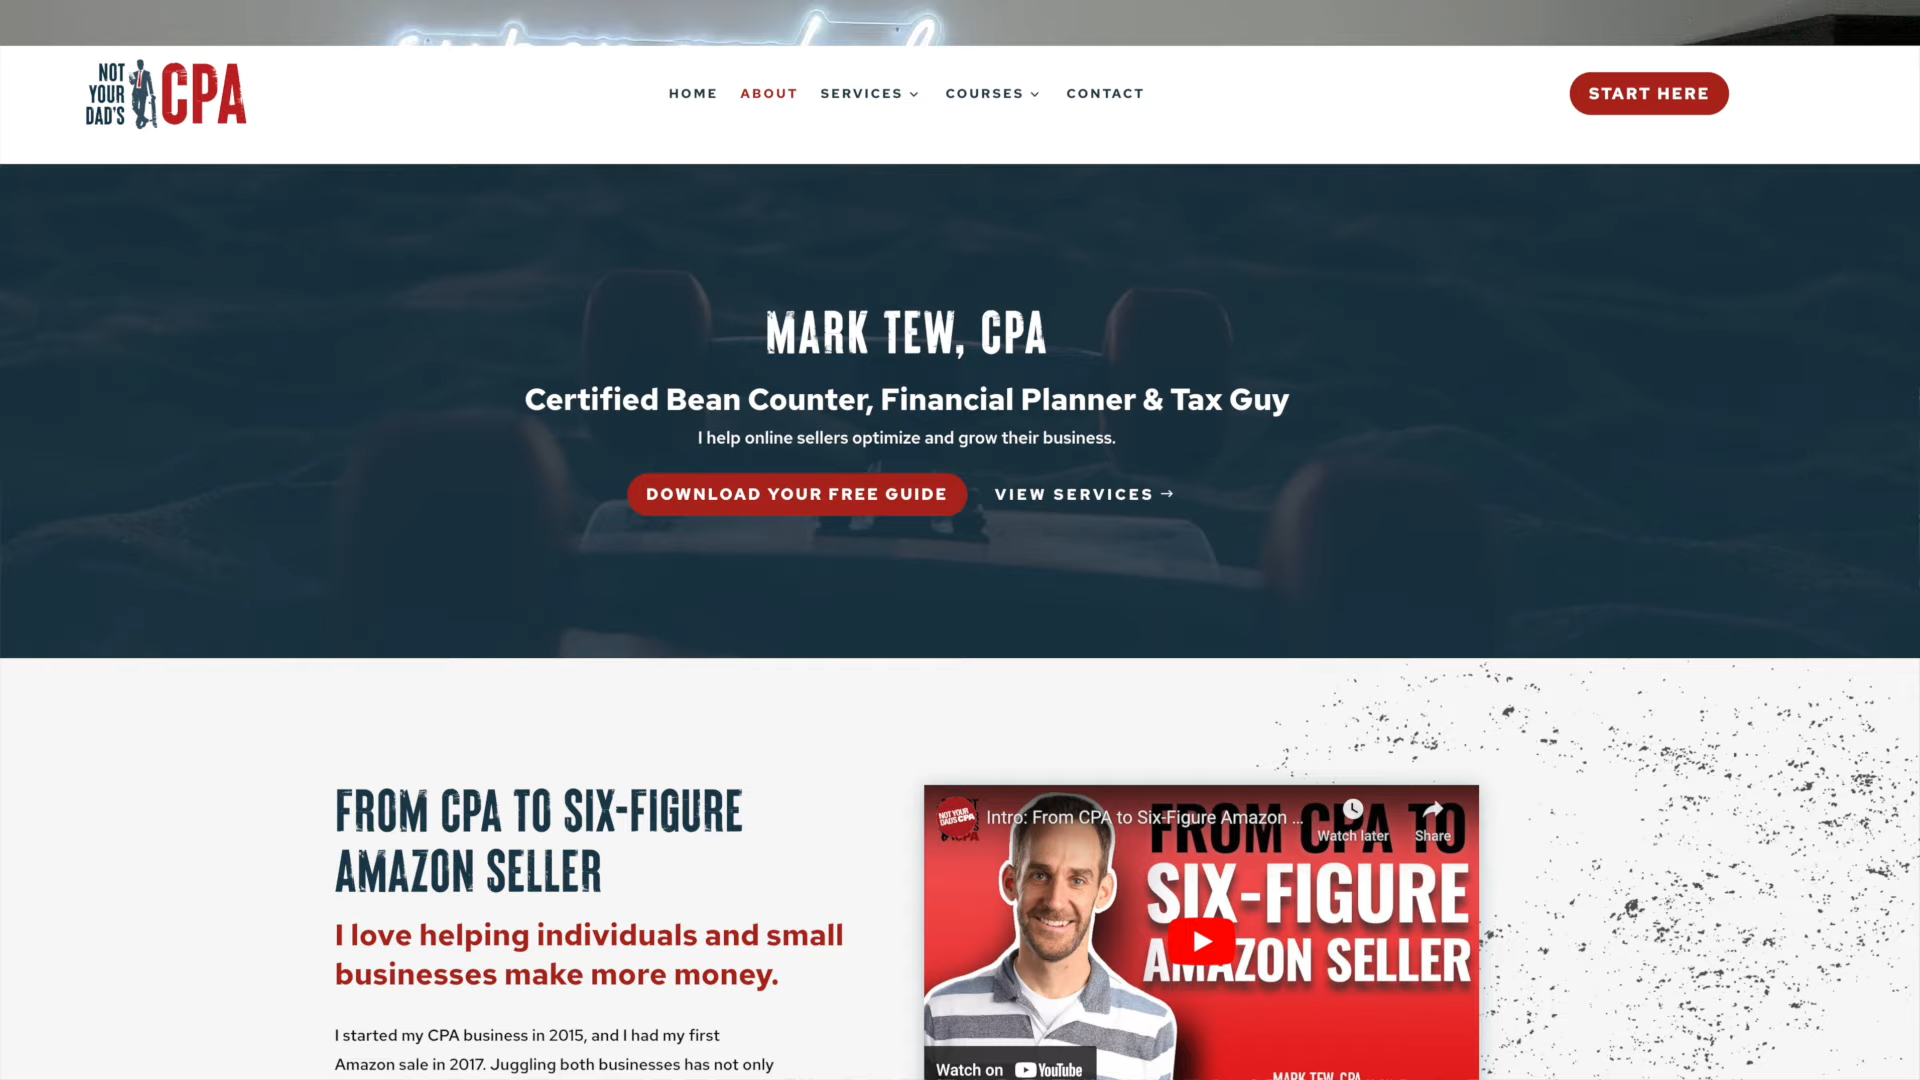 NOT
YOUR
DAD'S
CPA
HOME
ABOUT
SERVICES
COURSES
CONTACT
START HERE
MARK TEW, CPA
Certified Bean Counter, Financial Planner & Tax Guy
I help online sellers optimize and grow their business.
DOWNLOAD YOUR FREE GUIDE
VIEW SERVICES →
FROM CPA TO SIX-FIGURE
AMAZON SELLER
I love helping individuals and small
businesses make more money.
I started my CPA business in 2015, and I had my first
Amazon sale in 2017. Juggling both businesses has not only
NOT YOUR
DAD'S CPA
Intro: From CPA to Six-Figure Amazon ...
Watch later
Share
FROM CPA TO
SIX-FIGURE
AMAZON SELLER
MARK TEW, CPA
Watch on YouTube